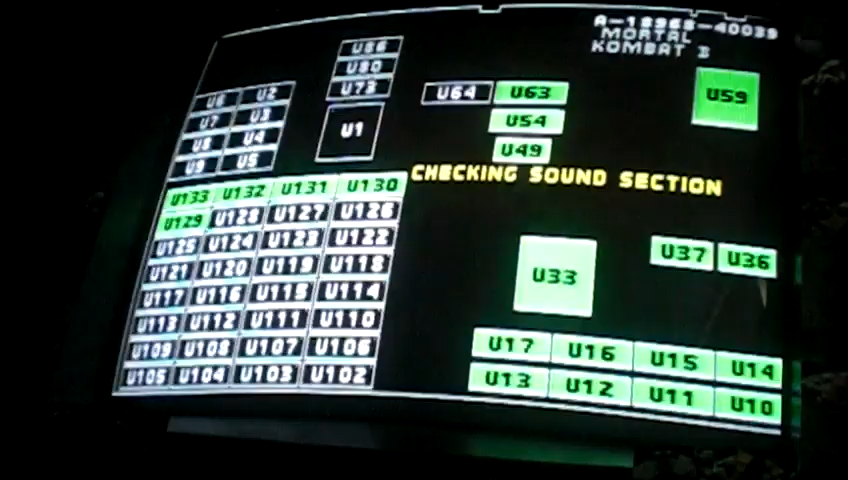 A-18968-40039
MORTAL
KOMBAT 3
U86
U80
U73
U6 U2
U7 U3
U8 U4
U9 U5
U1
U64 U63
U54
U49
U59
CHECKING SOUND SECTION
U133 U132 U131 U130
U129 U128 U127 U126
U125 U124 U123 U122
U121 U120 U119 U118
U117 U116 U115 U114
U113 U112 U111 U110
U109 U108 U107 U106
U105 U104 U103 U102
U33
U37 U36
U17 U16 U15 U14
U13 U12 U11 U10